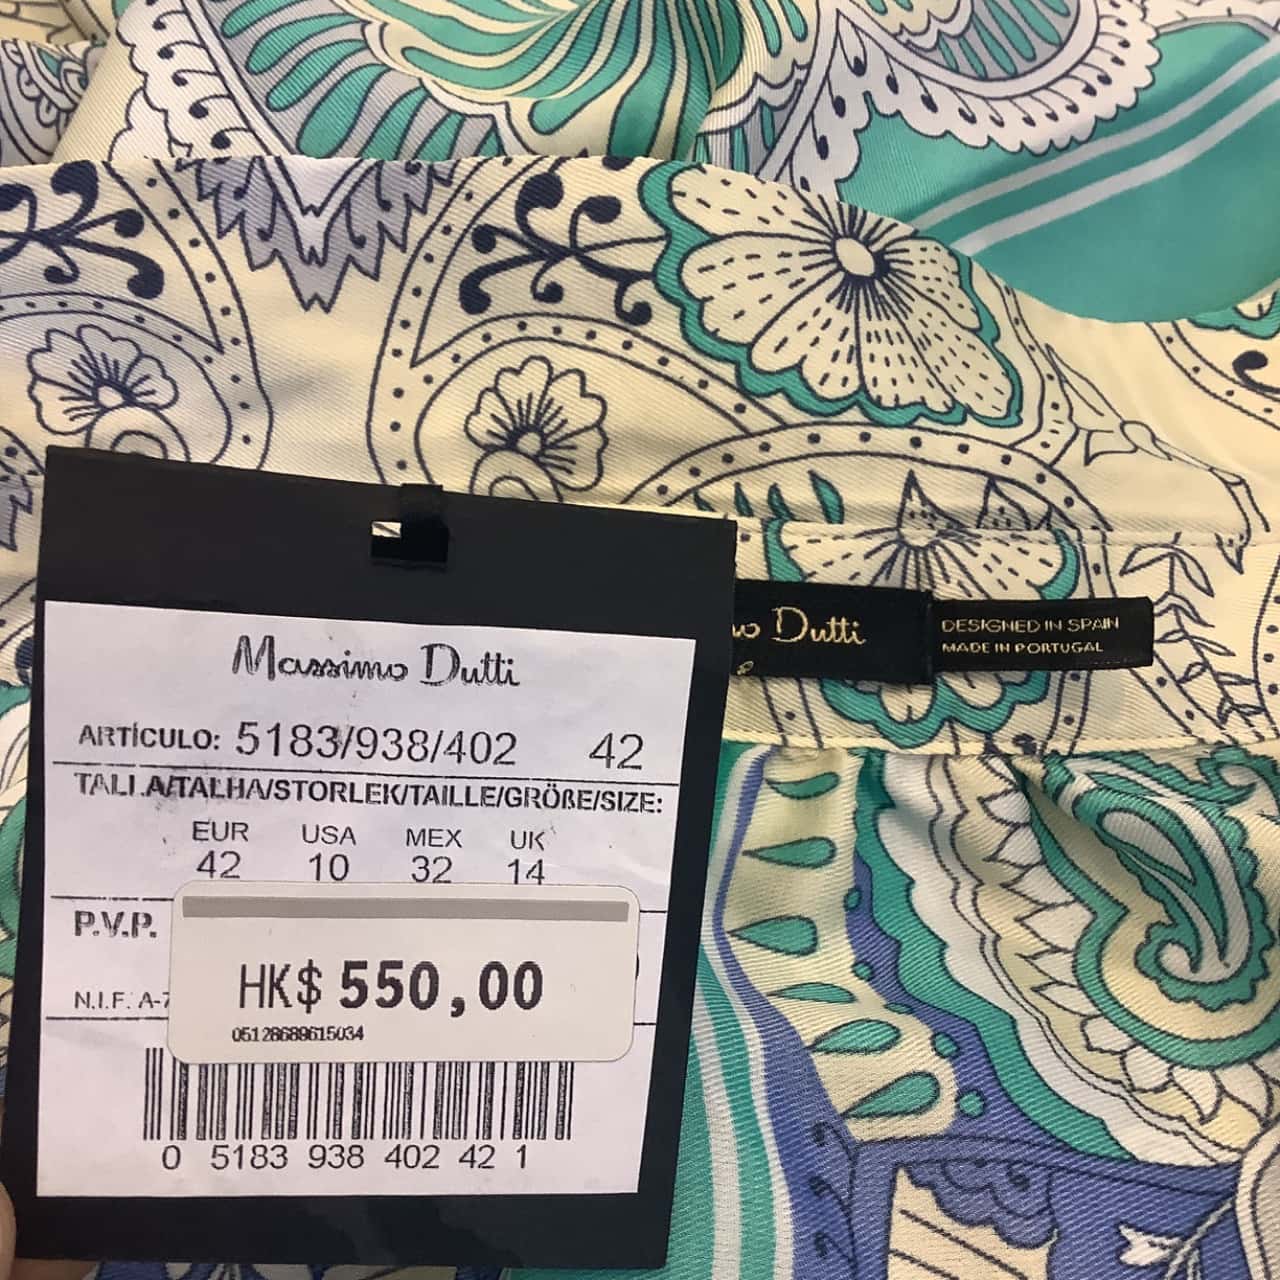 Massimo Dutti
ARTÍCULO: 5183/938/402 42
TALLA/TALHA/STORLEK/TAILLE/GRÖßE/SIZE:
EUR USA MEX UK
42 10 32 14
P.V.P.
N.I.F. A-7
HK$ 550,00
05128689615034
0 5183 938 402 42 1
Dutti
DESIGNED IN SPAIN
MADE IN PORTUGAL